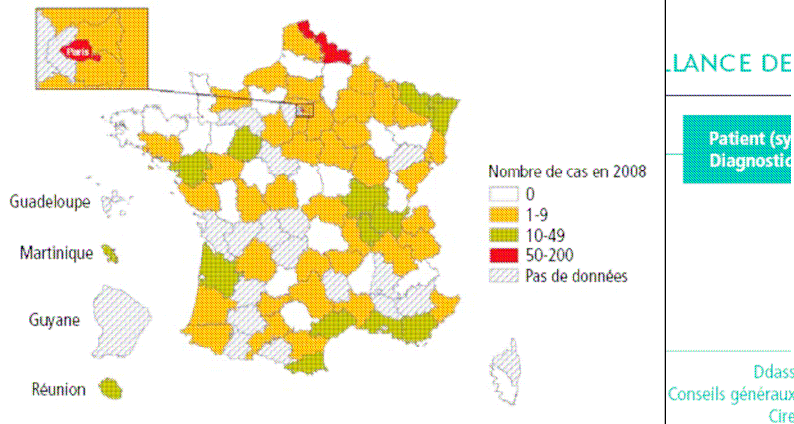 Paris
Guadeloupe
Martinique
Guyane
Réunion
Nombre de cas en 2008
0
1-9
10-49
50-200
Pas de données
LANCE DE
Patient (sy
Diagnostic
Ddass
Conseils généraux
Cire